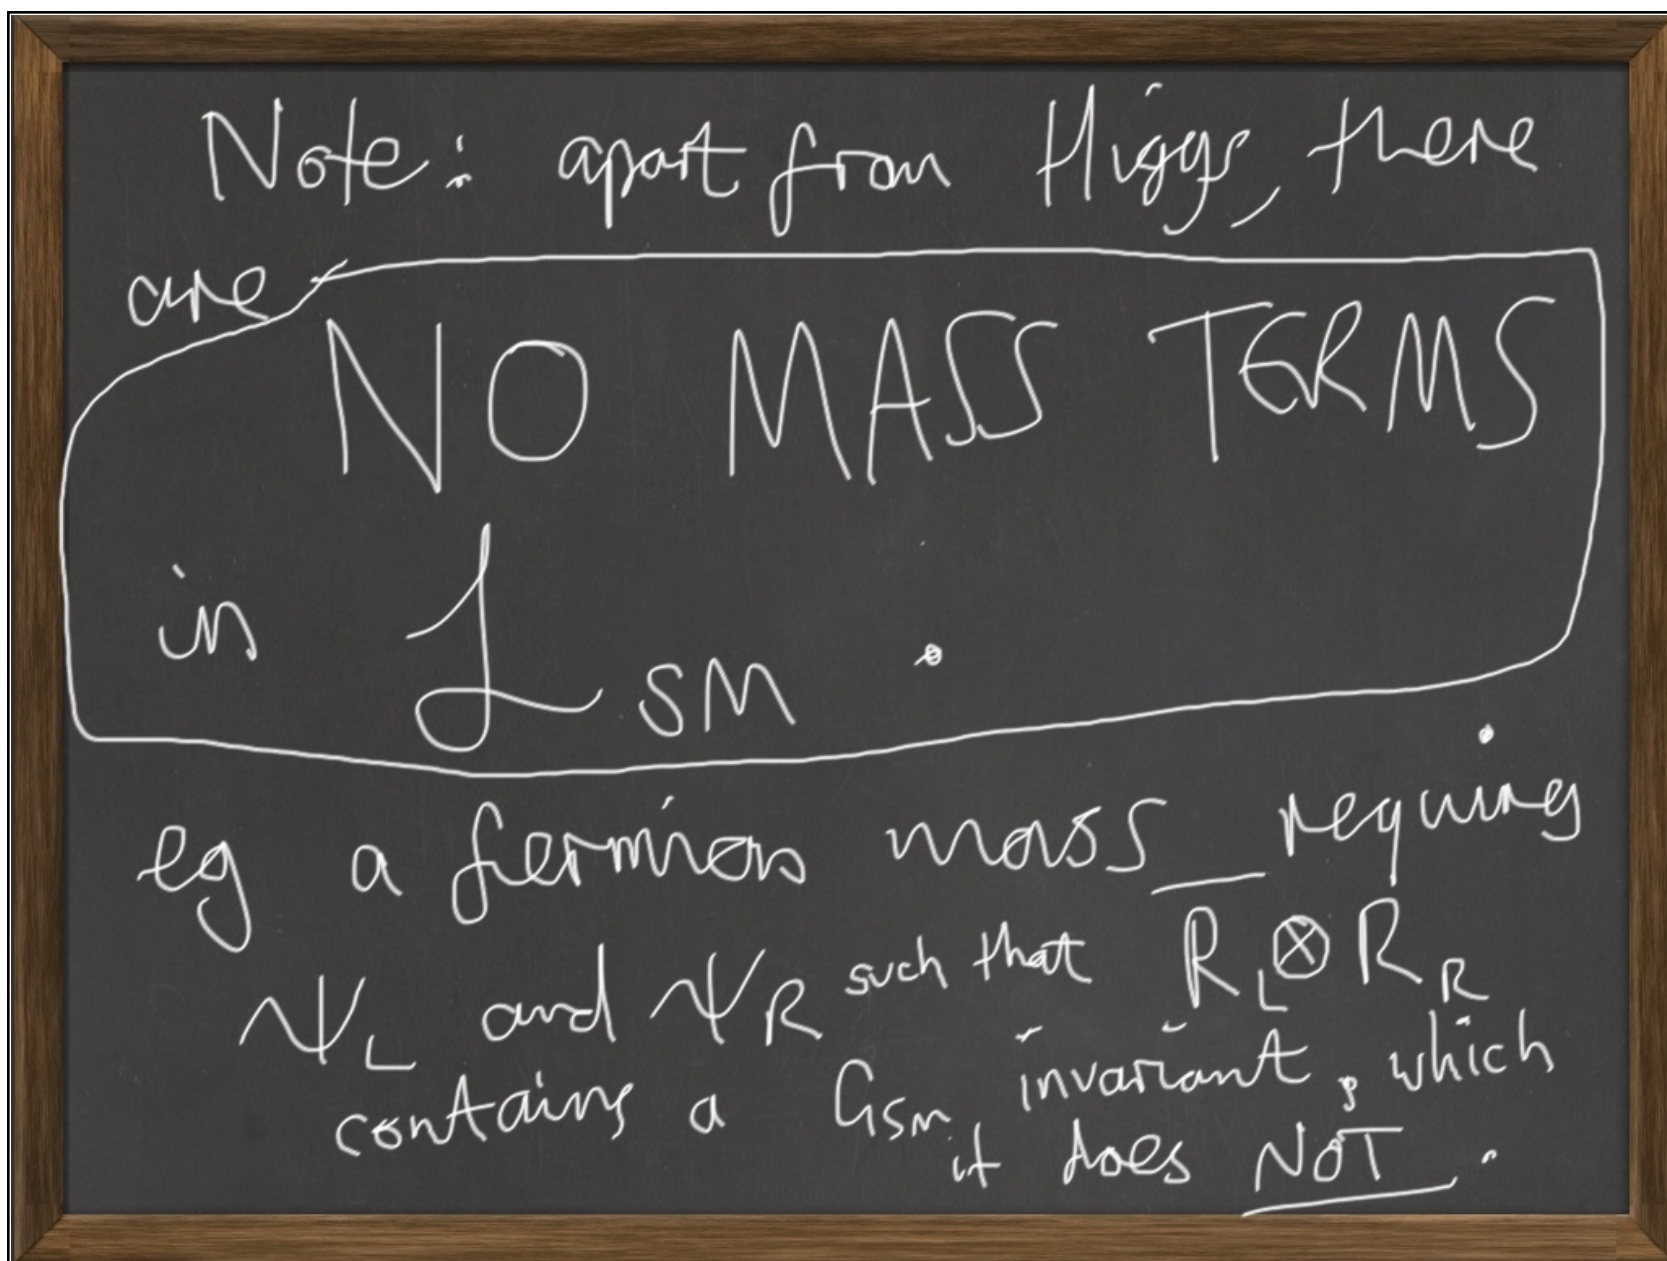 Note: apart from Higgs, there
are
NO MASS TERMS
in ℒ SM .
eg a fermion mass requires
ψL and ψR such that R̅L⊗RR
contains a GSM invariant, which
it does NOT.